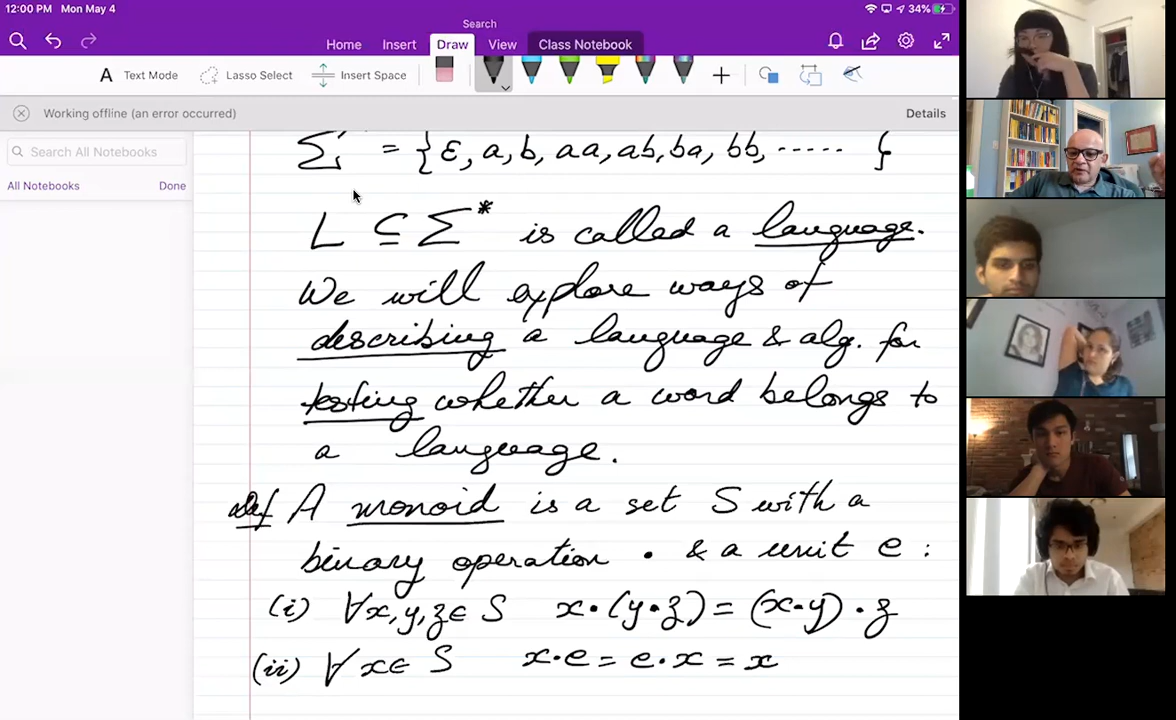 12:00 PM Mon May 4
34%
Search
Home Insert Draw View Class Notebook
Text Mode Lasso Select Insert Space
Working offline (an error occurred) Details
Search All Notebooks
All Notebooks Done
Σ* = {ε, a, b, aa, ab, ba, bb, ..... }
L ⊆ Σ* is called a language.
We will explore ways of
describing a language & alg. for
testing whether a word belongs to
a language.
Def A monoid is a set S with a
binary operation · & a unit e :
(i) ∀x,y,z ∈ S x·(y·z) = (x·y)·z
(ii) ∀x∈ S x·e = e·x = x